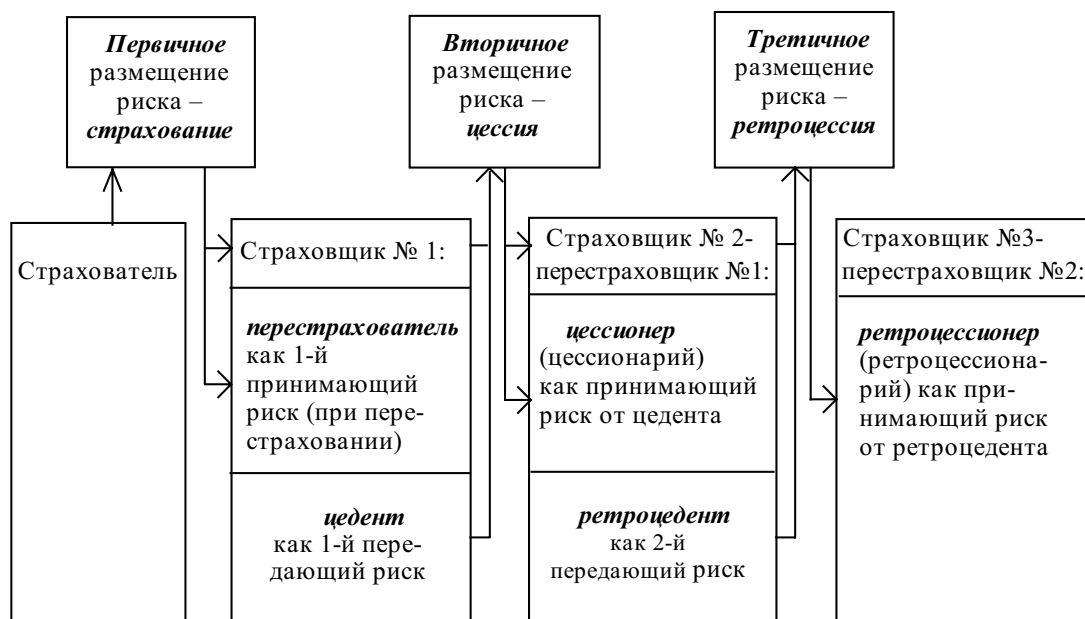 Первичное
размещение
риска –
страхование
Вторичное
размещение
риска –
цессия
Третичное
размещение
риска –
ретроцессия
Страхователь
Страховщик № 1:
перестрахователь
как 1-й
принимающий
риск (при пере-
страховании)
цедент
как 1-й пере-
дающий риск
Страховщик № 2-
перестраховщик №1:
цессионер
(цессионарий)
как принимающий
риск от цедента
ретроцедент
как 2-й
передающий риск
Страховщик №3-
перестраховщик №2:
ретроцессионер
(ретроцессиона-
рий) как при-
нимающий риск
от ретроцедента